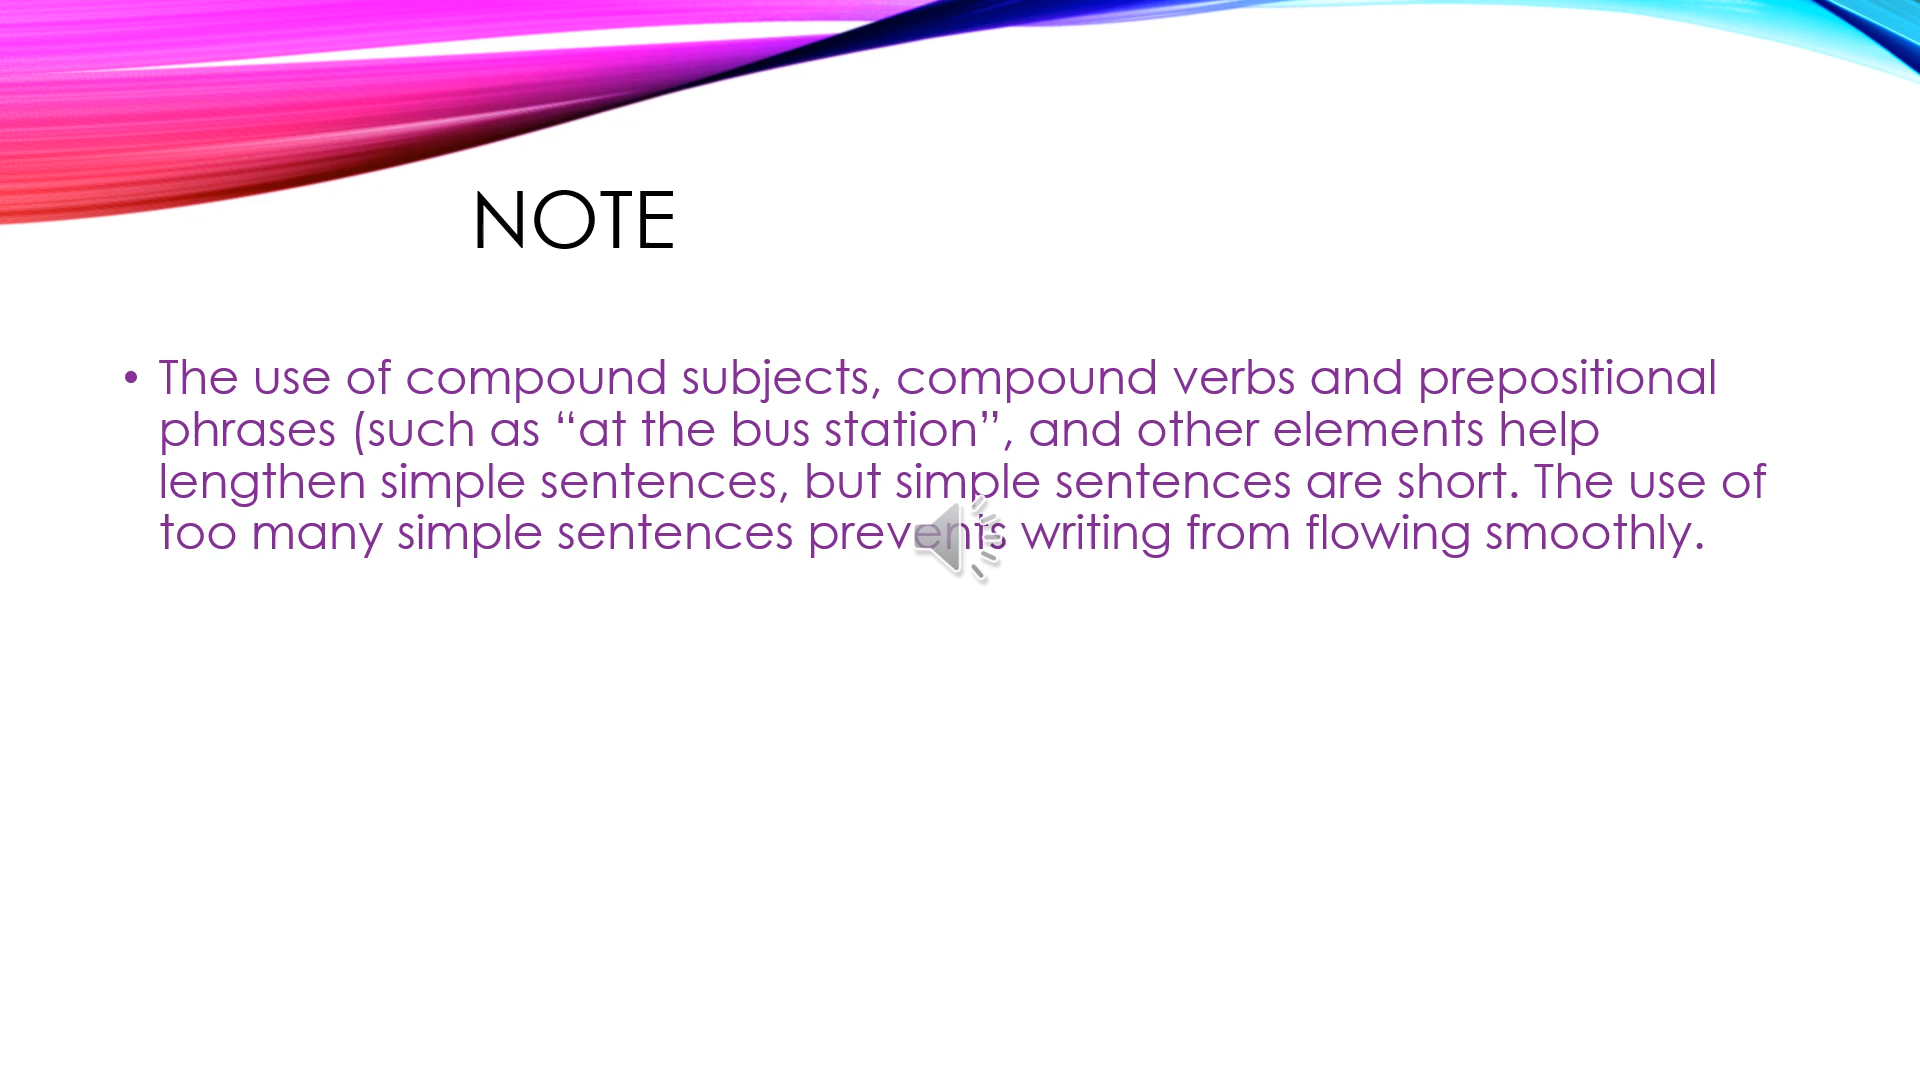 NOTE
• The use of compound subjects, compound verbs and prepositional
phrases (such as “at the bus station”, and other elements help
lengthen simple sentences, but simple sentences are short. The use of
too many simple sentences prevents writing from flowing smoothly.